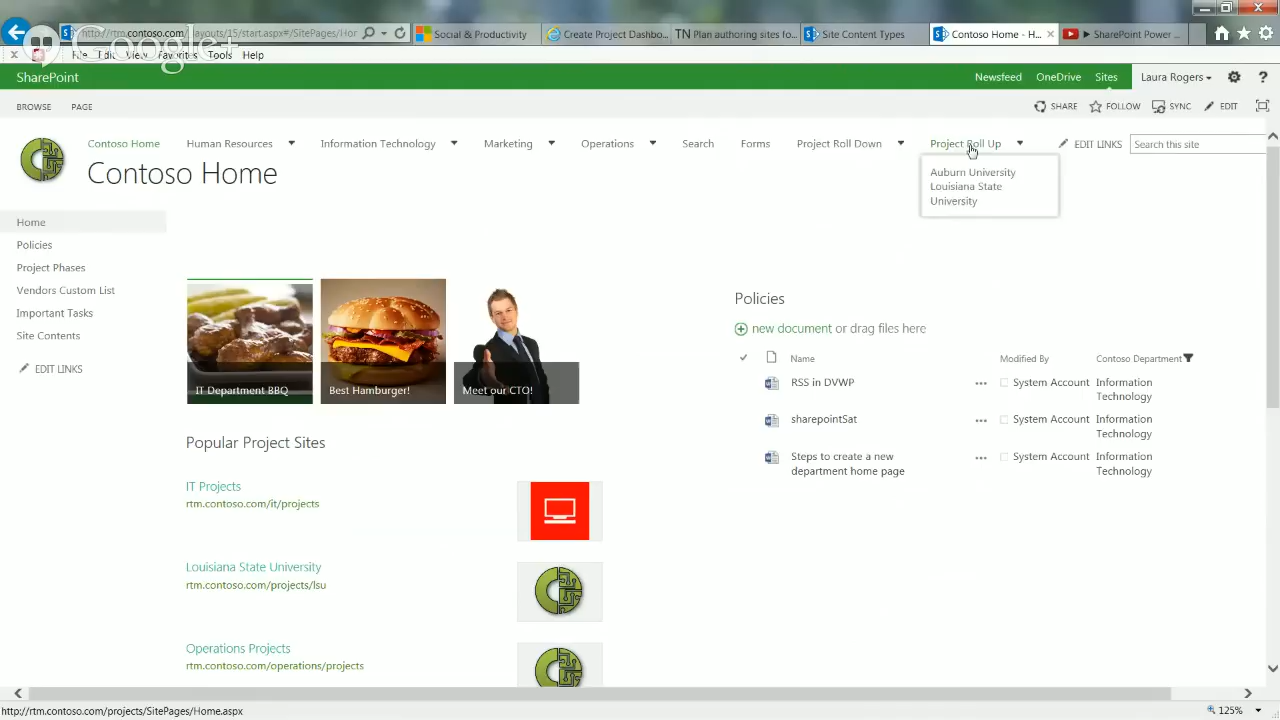 http://rtm.contoso.com/_layouts/15/start.aspx#/SitePages/Hor
Social & Productivity
Create Project Dashbo...
TN Plan authoring sites fo...
Site Content Types
Contoso Home - H...
SharePoint Power ...
Google+
File Edit View Favorites Tools Help
SharePoint
Newsfeed OneDrive Sites
Laura Rogers
?
BROWSE PAGE
SHARE FOLLOW SYNC EDIT
Contoso Home Human Resources Information Technology Marketing Operations Search Forms Project Roll Down Project Roll Up
EDIT LINKS
Search this site
Contoso Home
Auburn University
Louisiana State
University
Home
Policies
Project Phases
Vendors Custom List
Important Tasks
Site Contents
EDIT LINKS
IT Department BBQ
Best Hamburger!
Meet our CTO!
Popular Project Sites
IT Projects
rtm.contoso.com/it/projects
Louisiana State University
rtm.contoso.com/projects/lsu
Operations Projects
rtm.contoso.com/operations/projects
Policies
new document or drag files here
Name Modified By Contoso Department
RSS in DVWP ... System Account Information
Technology
sharepointSat ... System Account Information
Technology
Steps to create a new ... System Account Information
department home page Technology
http://rtm.contoso.com/projects/SitePages/Home.aspx
125%